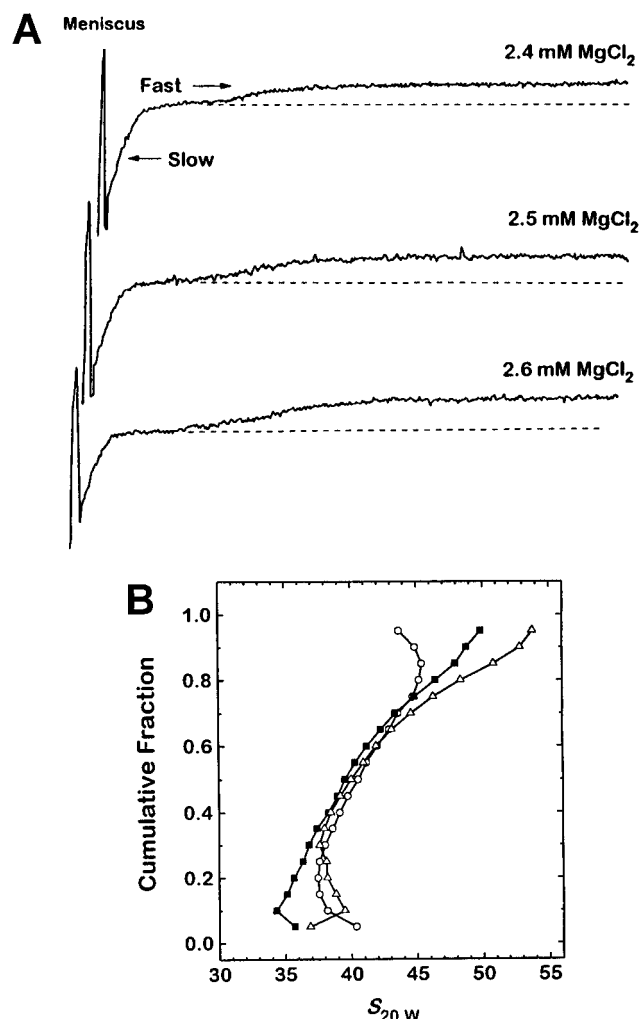 A
Meniscus
2.4 mM MgCl2
Fast
Slow
2.5 mM MgCl2
2.6 mM MgCl2
B
1.0
0.8
0.6
0.4
0.2
0.0
Cumulative Fraction
30 35 40 45 50 55
S20 W